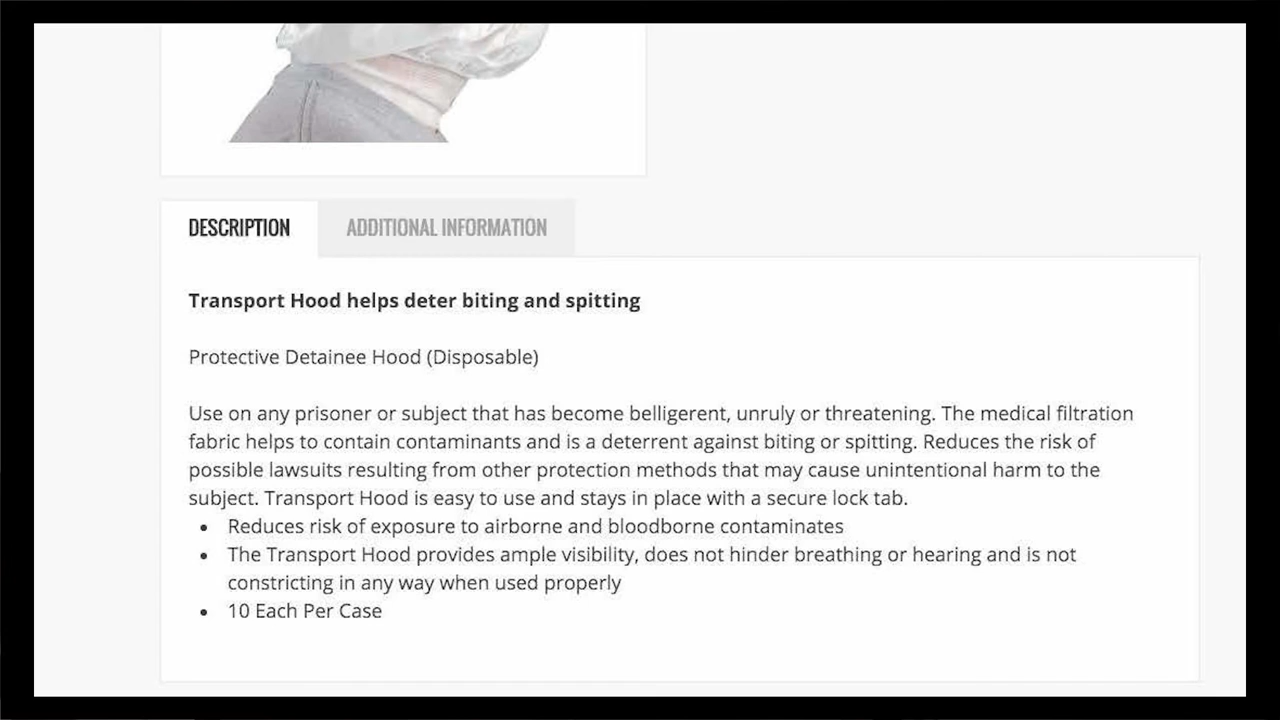 DESCRIPTION
ADDITIONAL INFORMATION
Transport Hood helps deter biting and spitting
Protective Detainee Hood (Disposable)
Use on any prisoner or subject that has become belligerent, unruly or threatening. The medical filtration
fabric helps to contain contaminants and is a deterrent against biting or spitting. Reduces the risk of
possible lawsuits resulting from other protection methods that may cause unintentional harm to the
subject. Transport Hood is easy to use and stays in place with a secure lock tab.
• Reduces risk of exposure to airborne and bloodborne contaminates
• The Transport Hood provides ample visibility, does not hinder breathing or hearing and is not
constricting in any way when used properly
• 10 Each Per Case